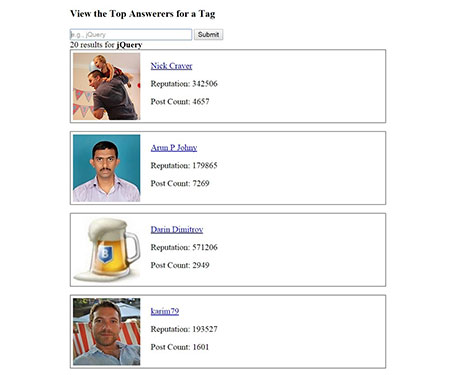 View the Top Answerers for a Tag
e.g., jQuery
Submit
20 results for jQuery
Nick Craver
Reputation: 342506
Post Count: 4657
Arun P Johny
Reputation: 179865
Post Count: 7269
B
Darin Dimitrov
Reputation: 571206
Post Count: 2949
karim79
Reputation: 193527
Post Count: 1601